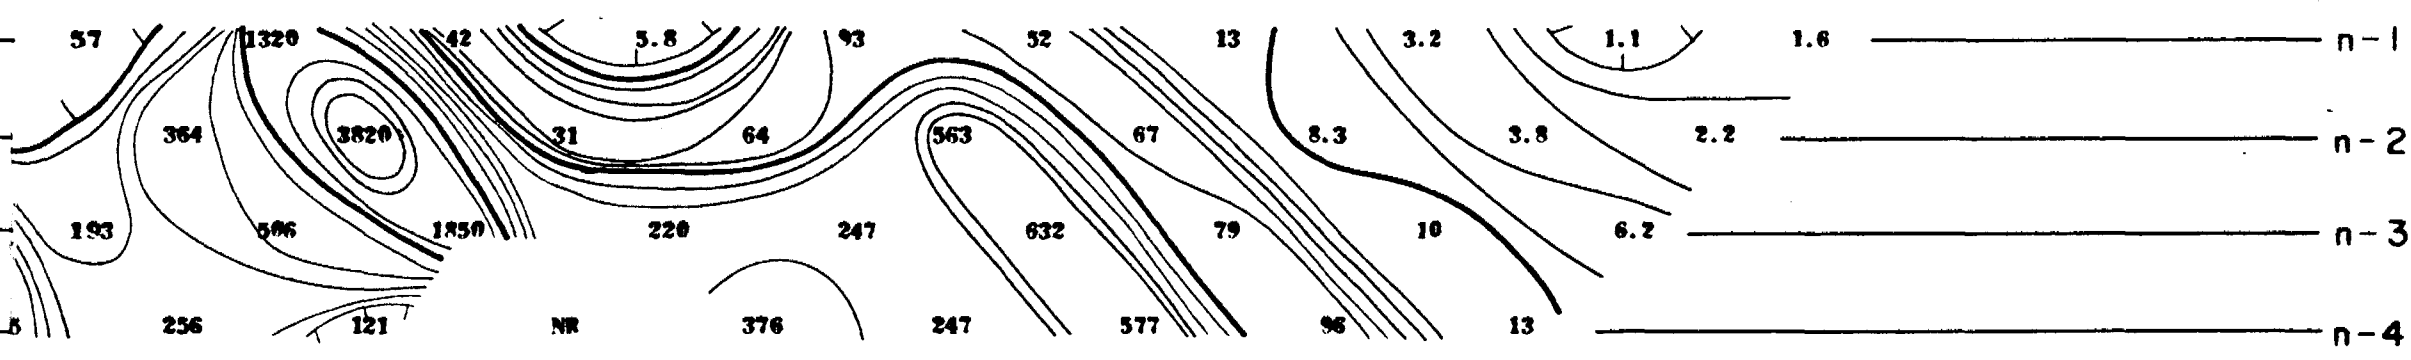 57 1320 42 5.8 93 52 13 3.2 1.1 1.6 n-1
364 3820 31 64 563 67 8.3 3.8 2.2 n-2
193 506 1850 220 247 632 79 10 6.2 n-3
256 121 NR 376 247 577 96 13 n-4